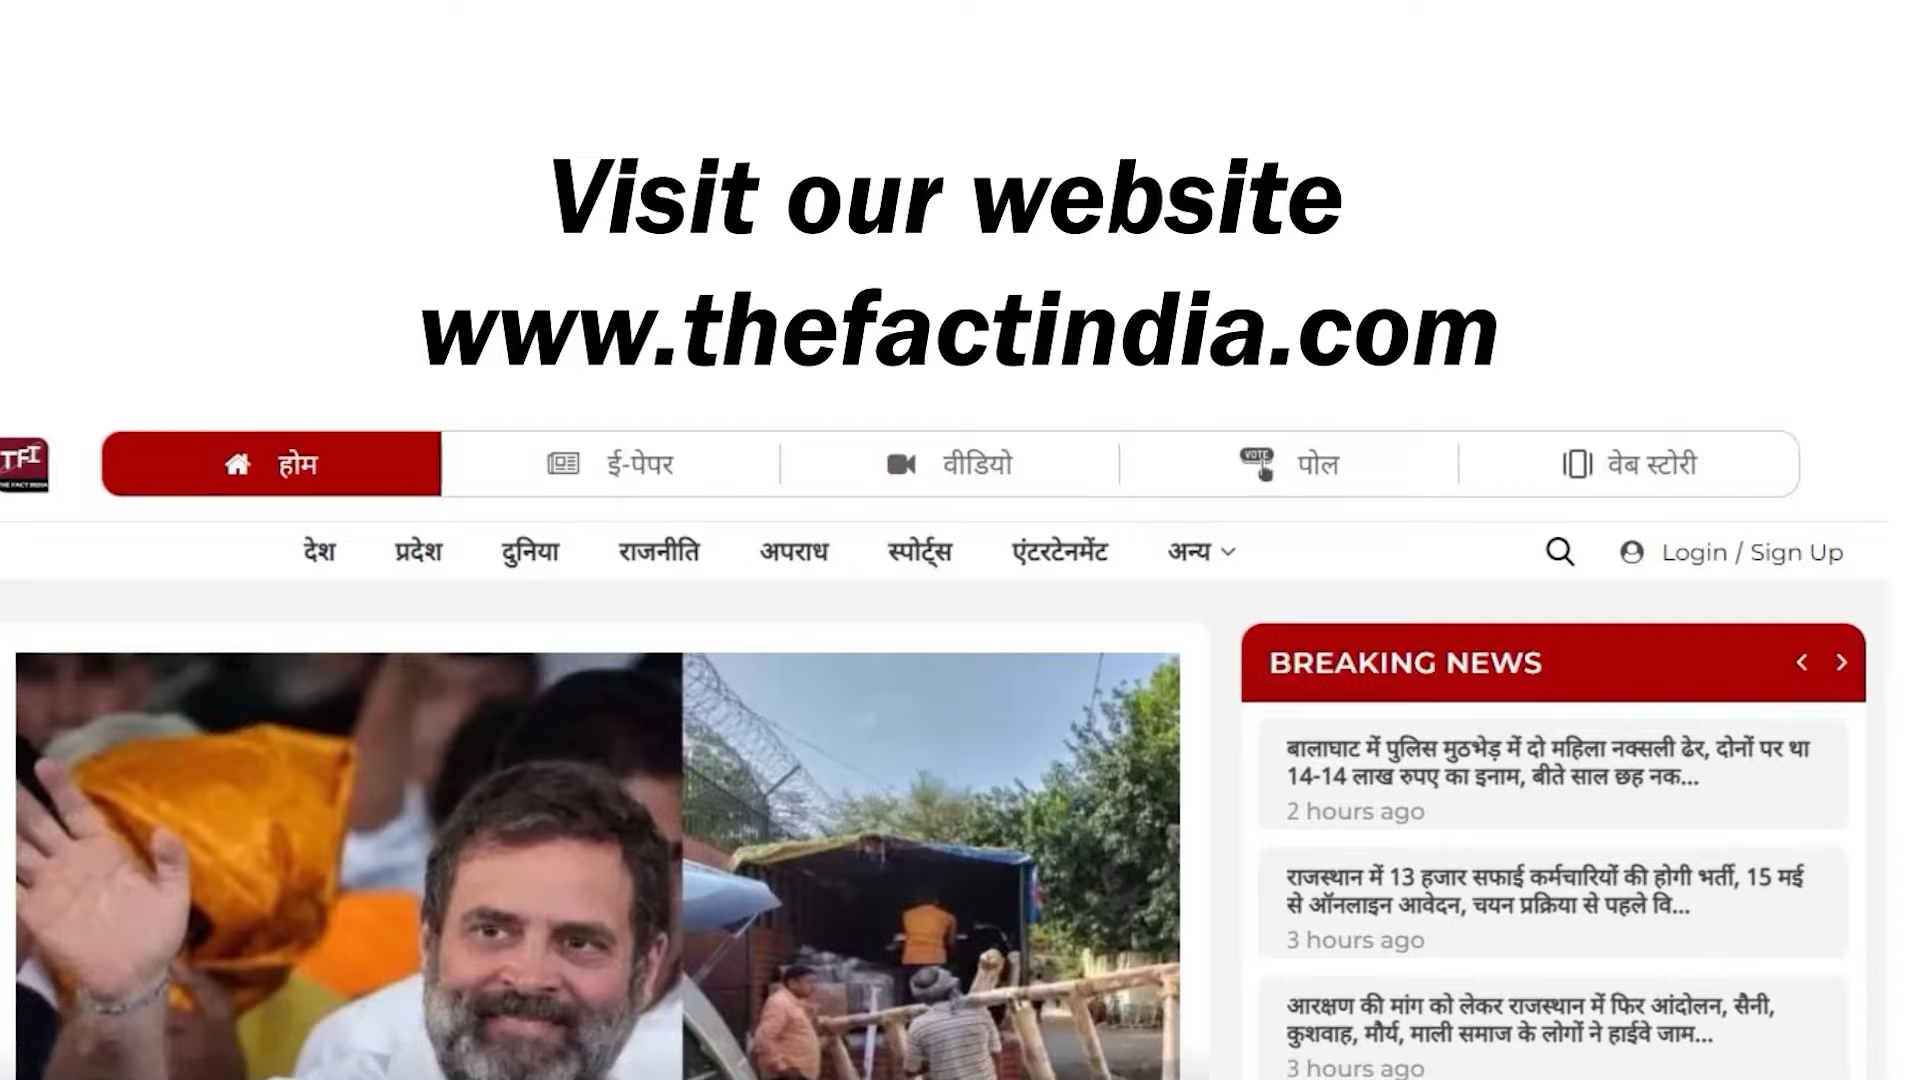 Visit our website
www.thefactindia.com
TFI
THE FACT INDIA
होम
ई-पेपर
वीडियो
VOTE
पोल
वेब स्टोरी
देश
प्रदेश
दुनिया
राजनीति
अपराध
स्पोर्ट्स
एंटरटेनमेंट
अन्य
Login / Sign Up
BREAKING NEWS
बालाघाट में पुलिस मुठभेड़ में दो महिला नक्सली ढेर, दोनों पर था
14-14 लाख रुपए का इनाम, बीते साल छह नक...
2 hours ago
राजस्थान में 13 हजार सफाई कर्मचारियों की होगी भर्ती, 15 मई
से ऑनलाइन आवेदन, चयन प्रक्रिया से पहले वि...
3 hours ago
आरक्षण की मांग को लेकर राजस्थान में फिर आंदोलन, सैनी,
कुशवाह, मौर्य, माली समाज के लोगों ने हाईवे जाम...
3 hours ago